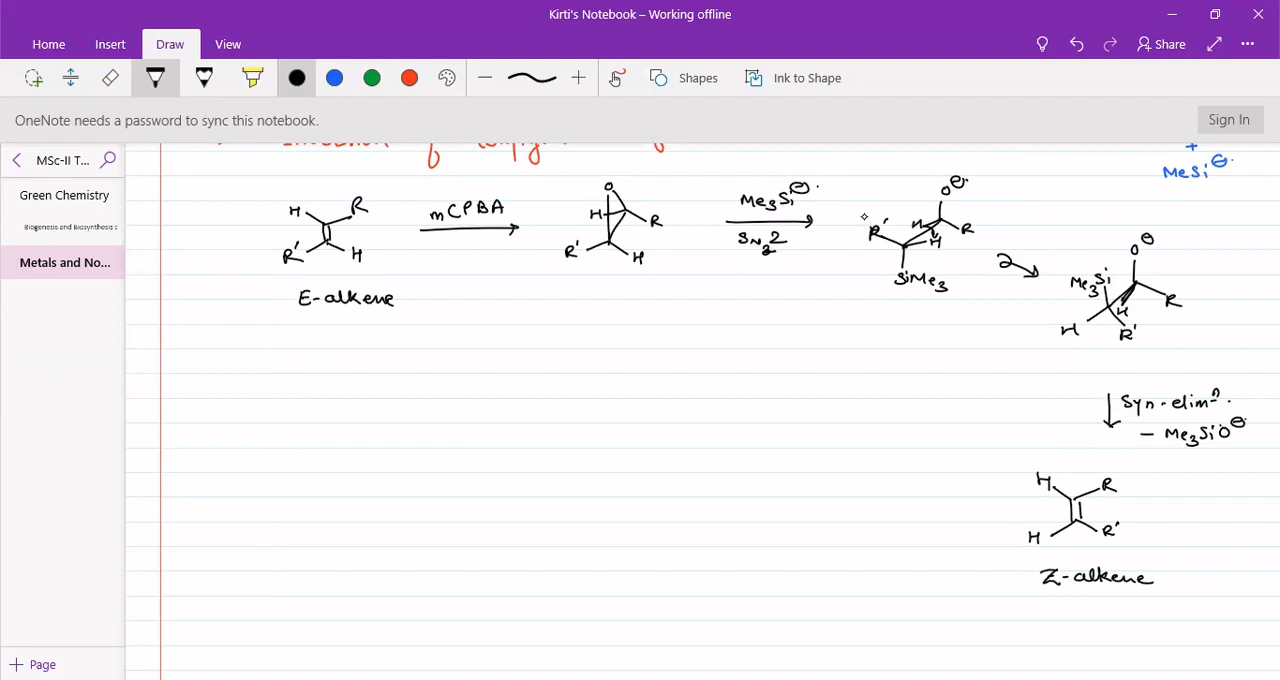 Kirti's Notebook – Working offline
Home Insert Draw View
Share
Shapes
Ink to Shape
OneNote needs a password to sync this notebook.
Sign In
MSc-II T...
Green Chemistry
Biogenesis and Biosynthesis c
Metals and No...
Page
+
MeSi⊖
H R
R' H
E-alkene
mCPBA
O
H R
R' H
Me3Si⊖
SN2
O⊖
R' H R
H
SiMe3
2
O⊖
Me3Si
H R
H R'
Syn-elimn.
- Me3SiO⊖
H R
H R'
Z-alkene